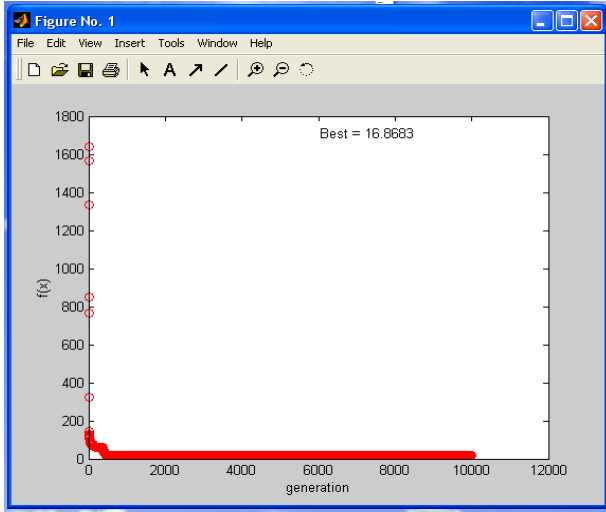 Figure No. 1
File Edit View Insert Tools Window Help
A
Best = 16.8683
1800
1600
1400
1200
1000
800
600
400
200
0
f(x)
0 2000 4000 6000 8000 10000 12000
generation